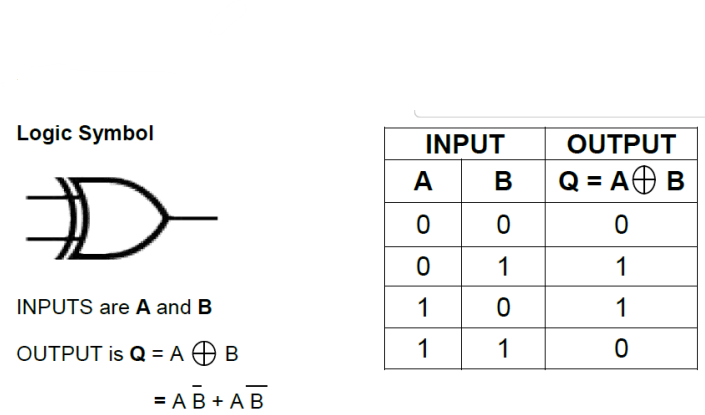 Logic Symbol
INPUTS are A and B
OUTPUT is Q = A ⊕ B
= A B̅ + A B̅
INPUT OUTPUT
A B Q = A ⊕ B
0 0 0
0 1 1
1 0 1
1 1 0